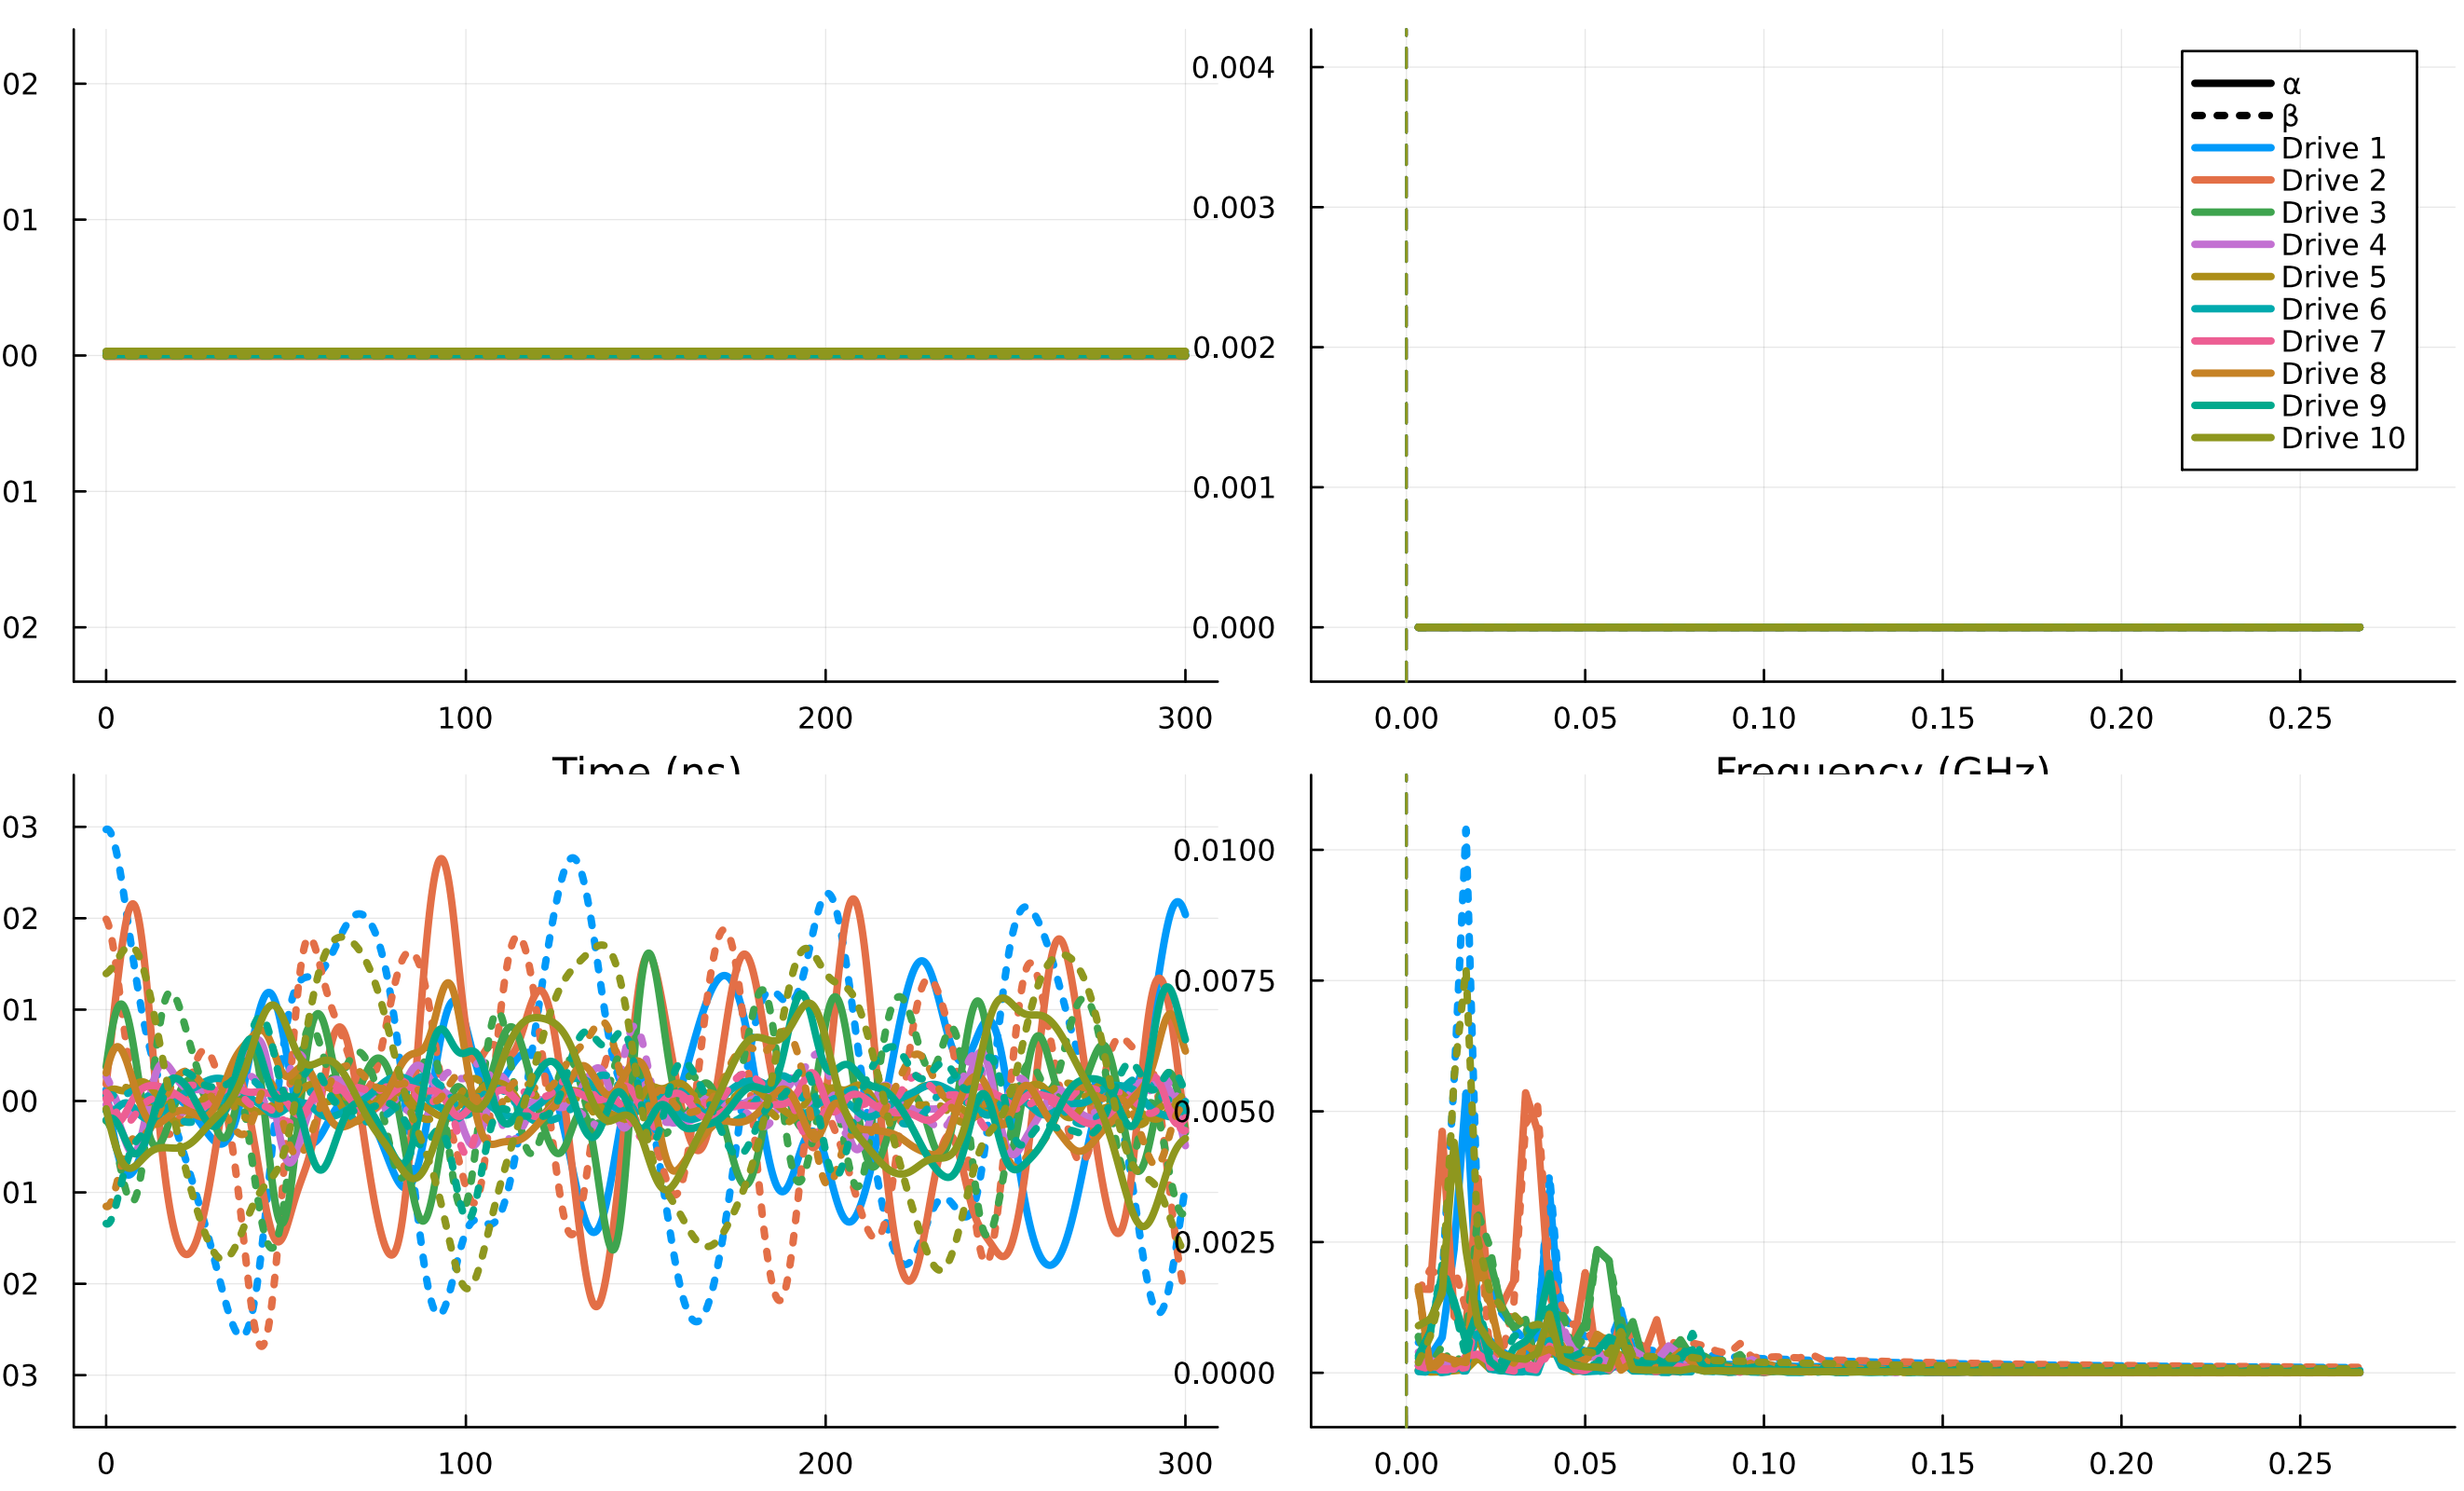 02
01
00
01
02
0 100 200 300
Time (ns)
0.004
0.003
0.002
0.001
0.000
0.00 0.05 0.10 0.15 0.20 0.25
Frequency (GHz)
α
β
Drive 1
Drive 2
Drive 3
Drive 4
Drive 5
Drive 6
Drive 7
Drive 8
Drive 9
Drive 10
03
02
01
00
01
02
03
0 100 200 300
0.0100
0.0075
0.0050
0.0025
0.0000
0.00 0.05 0.10 0.15 0.20 0.25